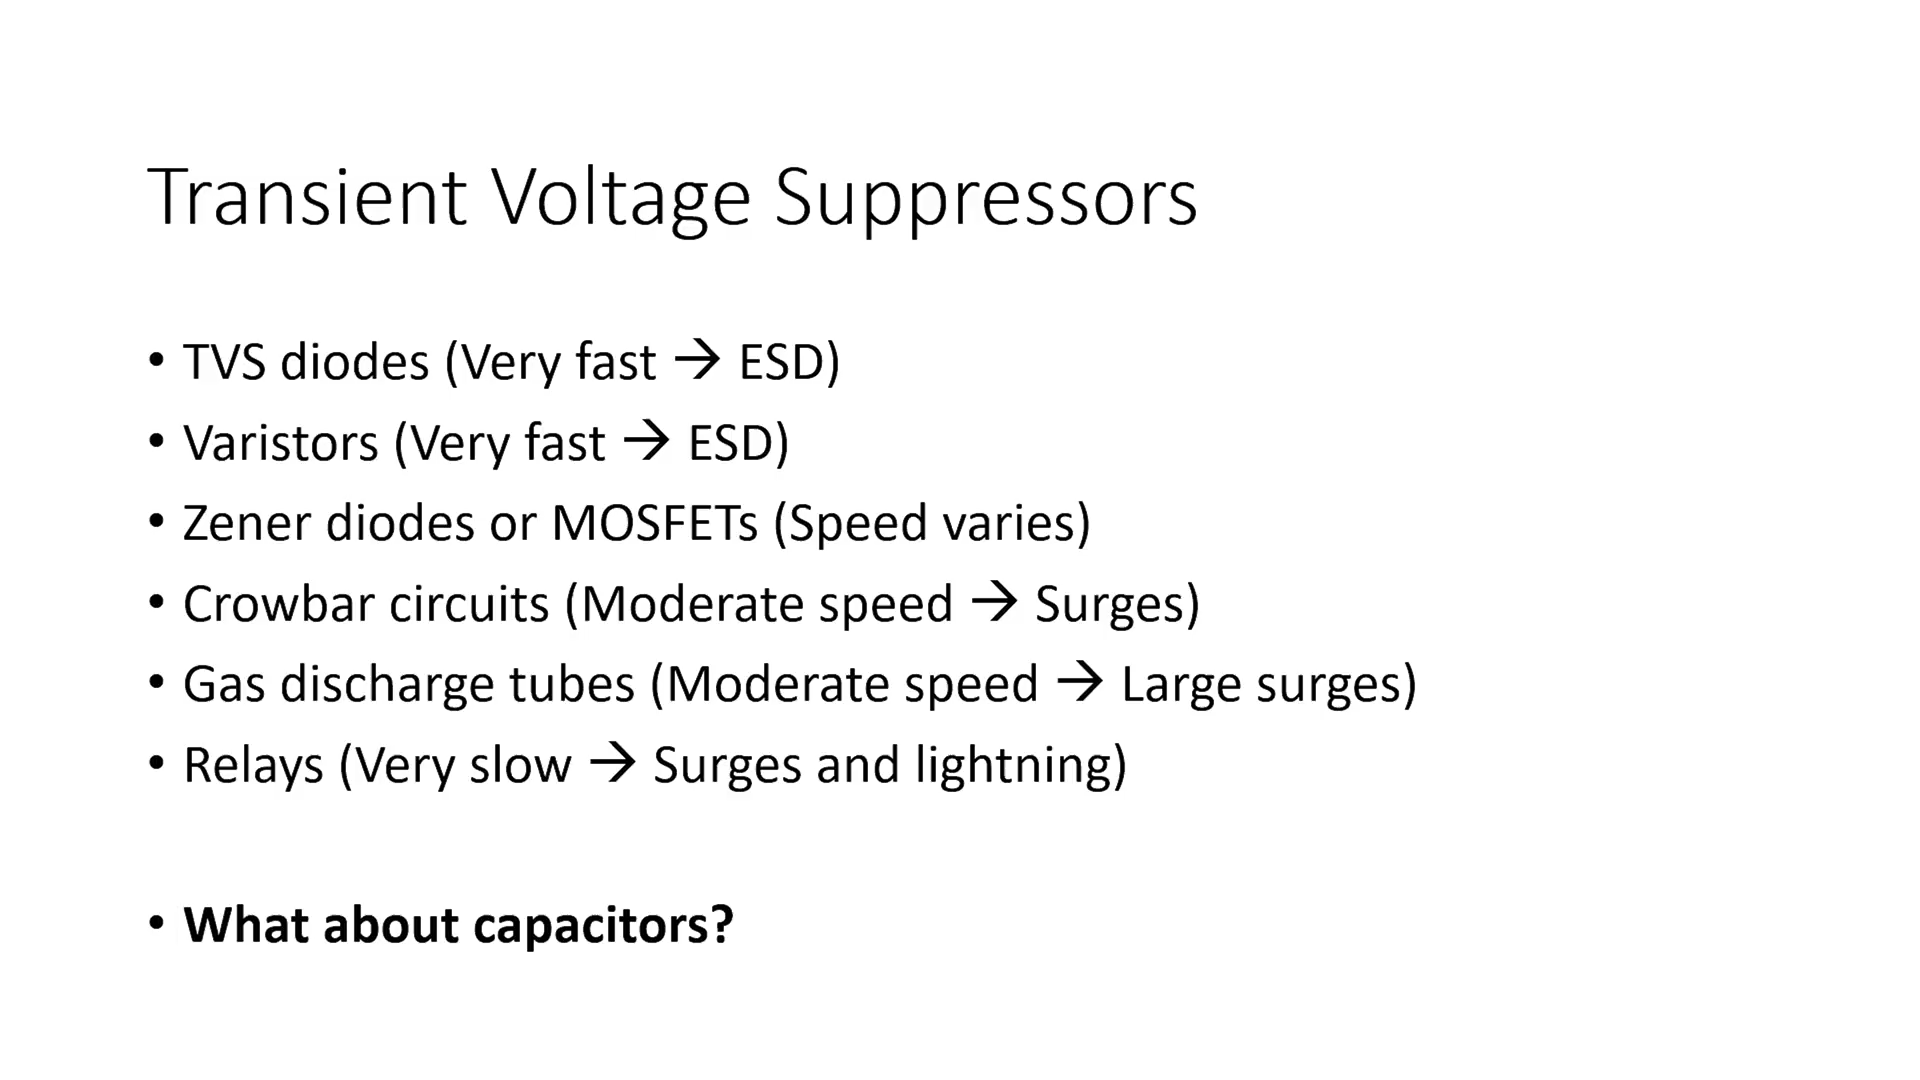 Transient Voltage Suppressors
• TVS diodes (Very fast → ESD)
• Varistors (Very fast → ESD)
• Zener diodes or MOSFETs (Speed varies)
• Crowbar circuits (Moderate speed → Surges)
• Gas discharge tubes (Moderate speed → Large surges)
• Relays (Very slow → Surges and lightning)
• What about capacitors?